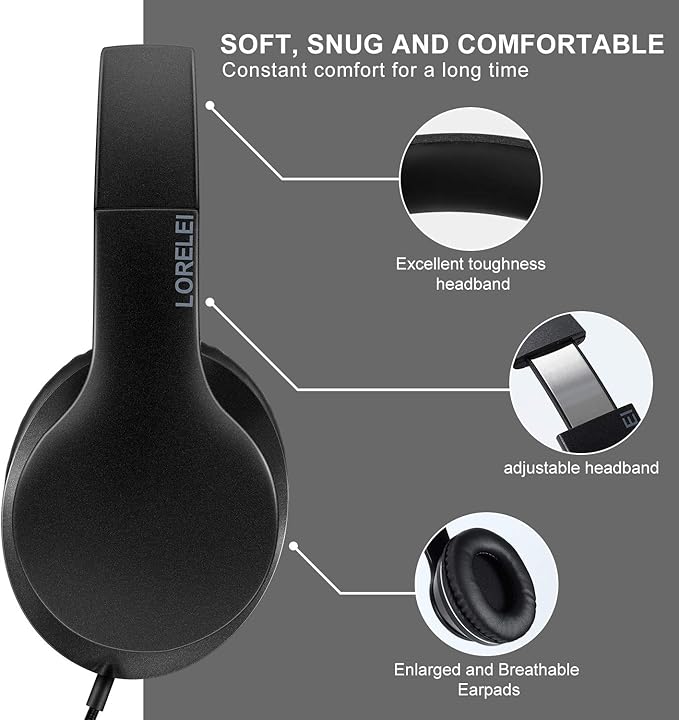 SOFT, SNUG AND COMFORTABLE
Constant comfort for a long time
LORELEI
Excellent toughness
headband
EI
adjustable headband
Enlarged and Breathable
Earpads